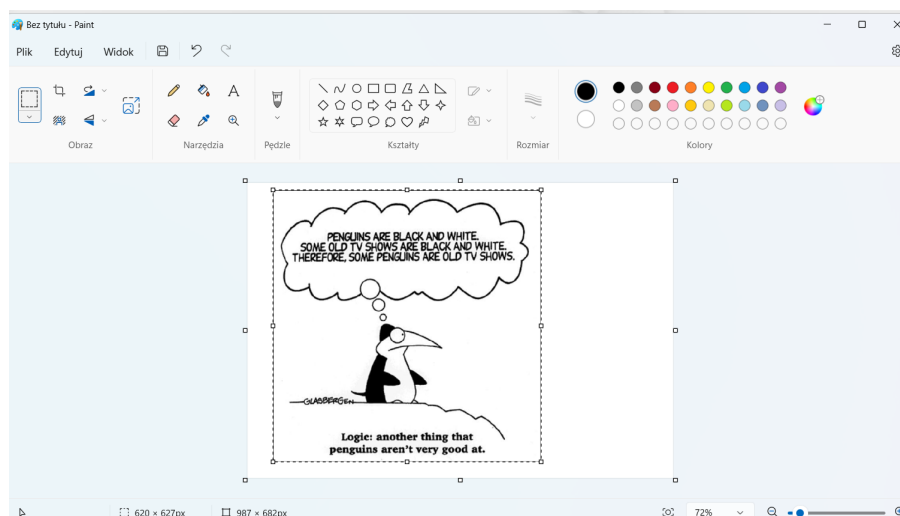 Bez tytułu - Paint
Plik Edytuj Widok
A
Obraz Narzędzia Pędzle Kształty Rozmiar Kolory
PENGUINS ARE BLACK AND WHITE.
SOME OLD TV SHOWS ARE BLACK AND WHITE.
THEREFORE, SOME PENGUINS ARE OLD TV SHOWS.
GLASBERGEN
Logic: another thing that
penguins aren't very good at.
620 × 627px 987 × 682px 72%